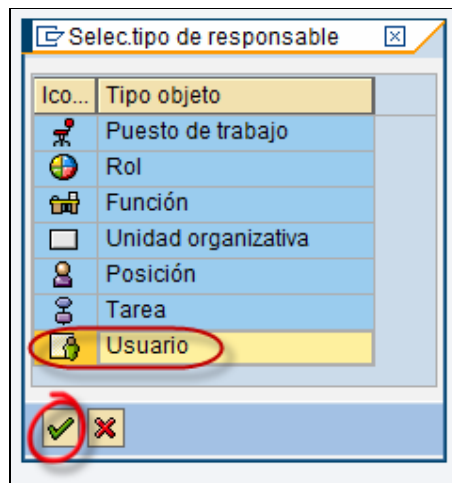 Selec.tipo de responsable
Ico... Tipo objeto
Puesto de trabajo
Rol
Función
Unidad organizativa
Posición
Tarea
Usuario